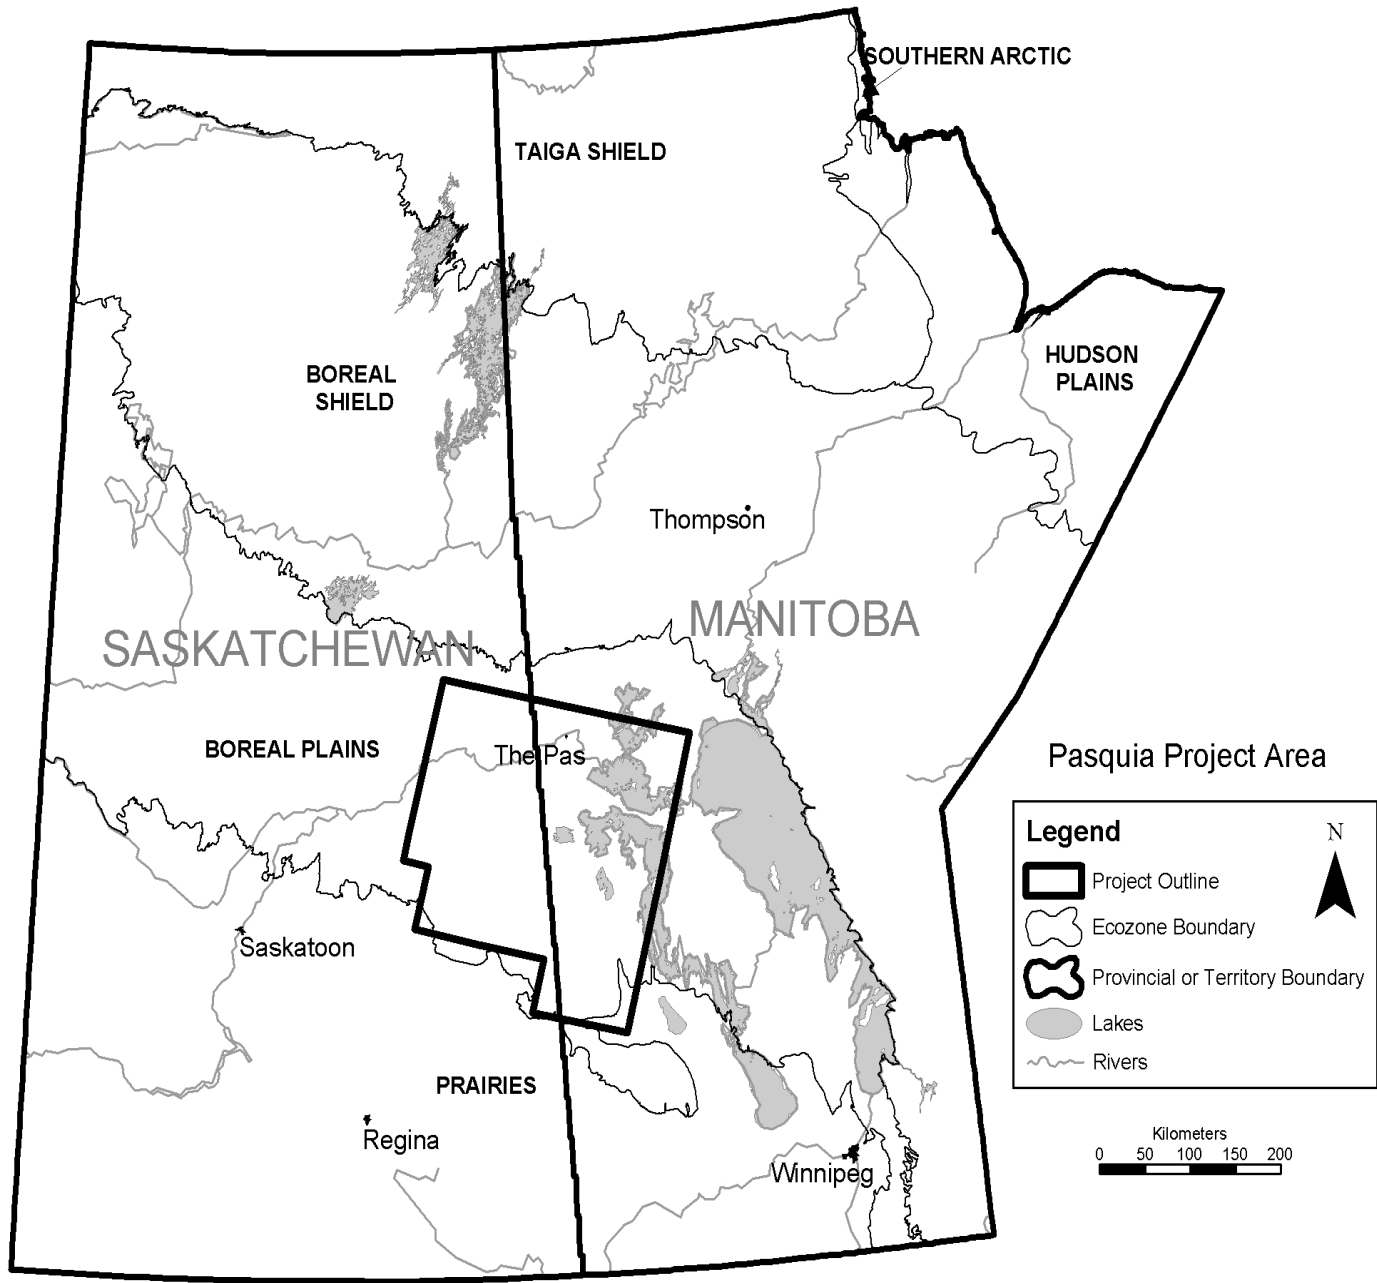 SOUTHERN ARCTIC
TAIGA SHIELD
HUDSON
PLAINS
BOREAL
SHIELD
Thompson
MANITOBA
SASKATCHEWAN
BOREAL PLAINS
The Pas
Pasquia Project Area
Legend
N
Project Outline
Ecozone Boundary
Provincial or Territory Boundary
Lakes
Rivers
Saskatoon
PRAIRIES
Regina
Winnipeg
Kilometers
0 50 100 150 200